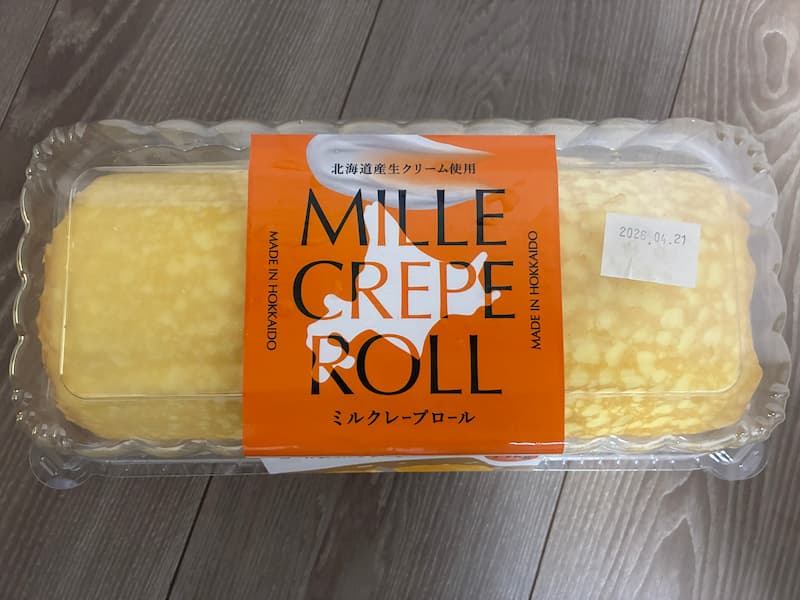 北海道産生クリーム使用
MILLE
CREPE
ROLL
ミルクレープロール
MADE IN HOKKAIDO
MADE IN HOKKAIDO
2026.04.21